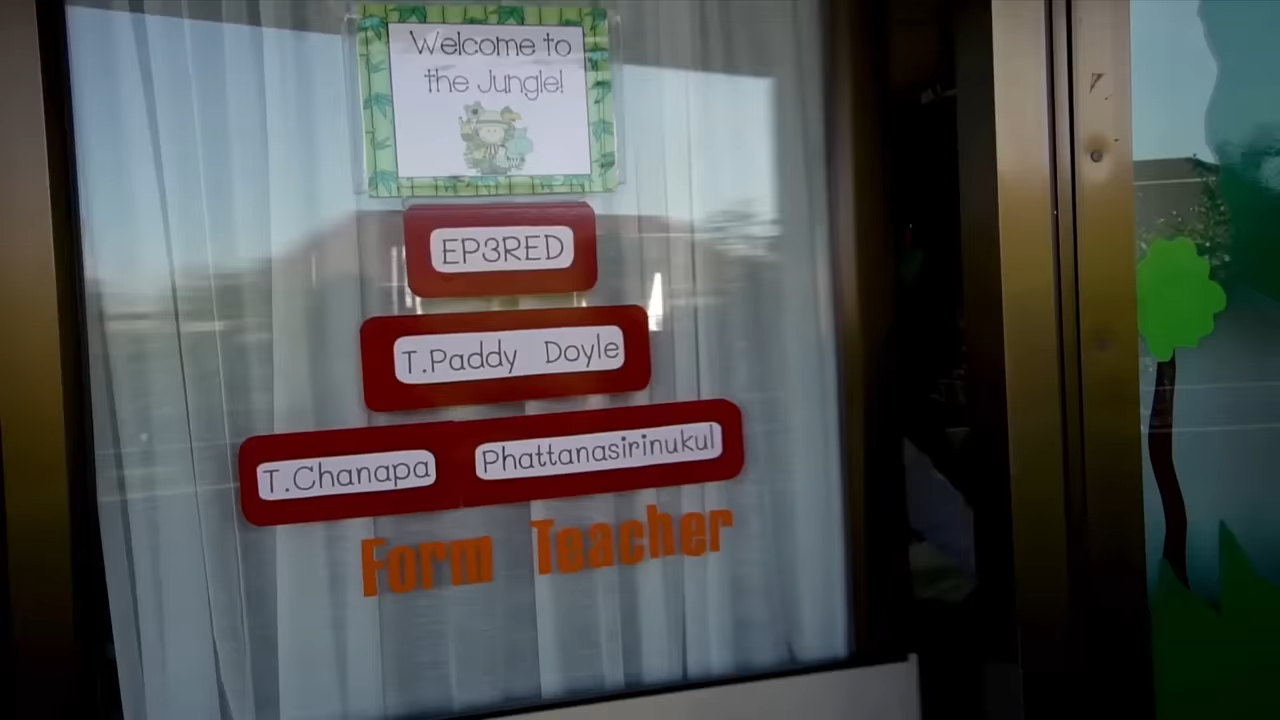 Welcome to
the Jungle!
EP3RED
T.Paddy Doyle
T.Chanapa Phattanasirinukul
Form Teacher